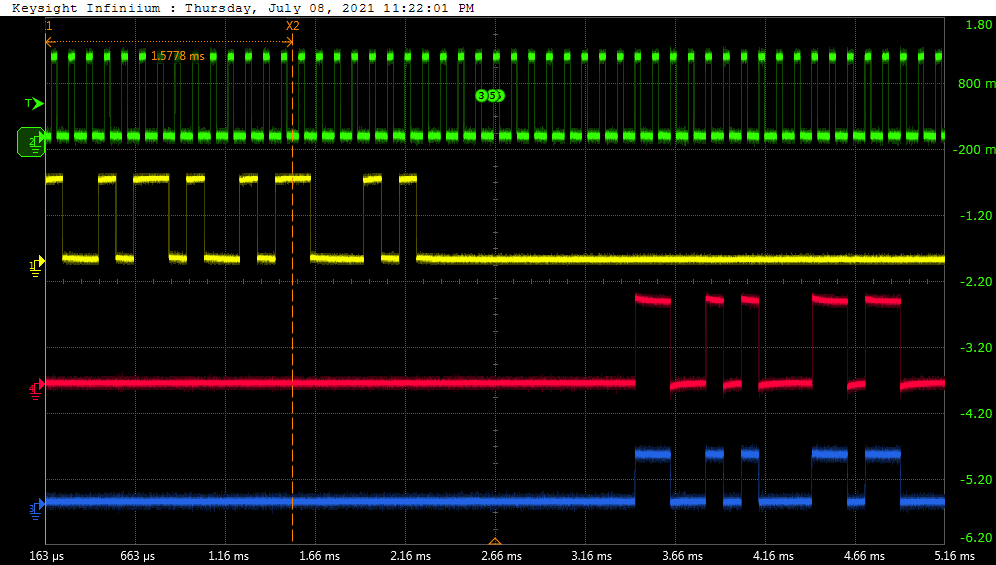 Keysight Infiniium : Thursday, July 08, 2021 11:22:01 PM
1 X2 1.80
1.5778 ms
800 m
T 3 5
2 -200 m
-1.20
1
-2.20
-3.20
4
-4.20
-5.20
3
-6.20
163 µs 663 µs 1.16 ms 1.66 ms 2.16 ms 2.66 ms 3.16 ms 3.66 ms 4.16 ms 4.66 ms 5.16 ms